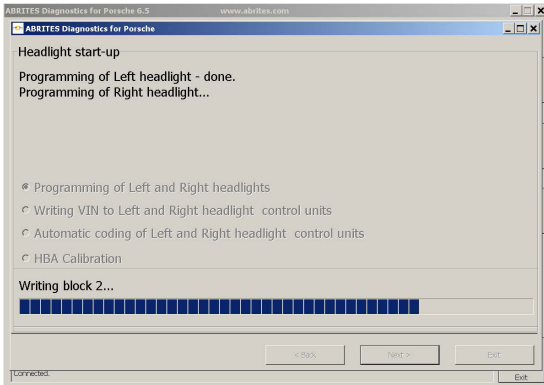 ABRITES Diagnostics for Porsche 6.5 www.abrites.com
ABRITES Diagnostics for Porsche
Headlight start-up
Programming of Left headlight - done.
Programming of Right headlight...
Programming of Left and Right headlights
Writing VIN to Left and Right headlight control units
Automatic coding of Left and Right headlight control units
HBA Calibration
Writing block 2...
< Back Next > Exit
Connected.
Exit